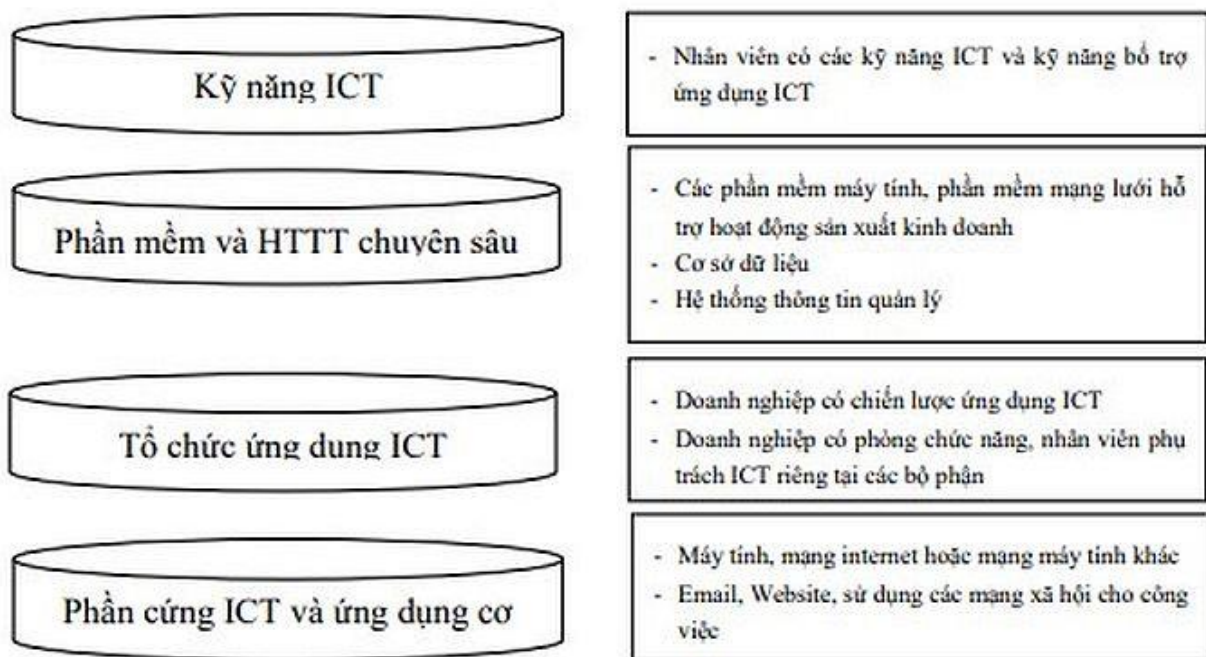 Kỹ năng ICT
- Nhân viên có các kỹ năng ICT và kỹ năng bổ trợ
ứng dụng ICT
Phần mềm và HTTT chuyên sâu
- Các phần mềm máy tính, phần mềm mạng lưới hỗ
trợ hoạt động sản xuất kinh doanh
- Cơ sở dữ liệu
- Hệ thống thông tin quản lý
Tổ chức ứng dụng ICT
- Doanh nghiệp có chiến lược ứng dụng ICT
- Doanh nghiệp có phòng chức năng, nhân viên phụ
trách ICT riêng tại các bộ phận
Phần cứng ICT và ứng dụng cơ
- Máy tính, mạng internet hoặc mạng máy tính khác
- Email, Website, sử dụng các mạng xã hội cho công
việc